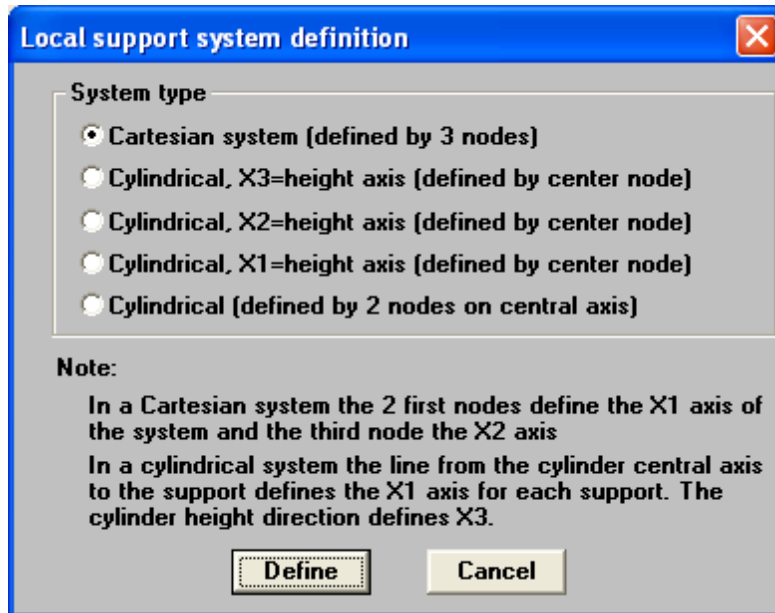 Local support system definition
System type
Cartesian system (defined by 3 nodes)
Cylindrical, X3=height axis (defined by center node)
Cylindrical, X2=height axis (defined by center node)
Cylindrical, X1=height axis (defined by center node)
Cylindrical (defined by 2 nodes on central axis)
Note:
In a Cartesian system the 2 first nodes define the X1 axis of
the system and the third node the X2 axis
In a cylindrical system the line from the cylinder central axis
to the support defines the X1 axis for each support. The
cylinder height direction defines X3.
Define Cancel